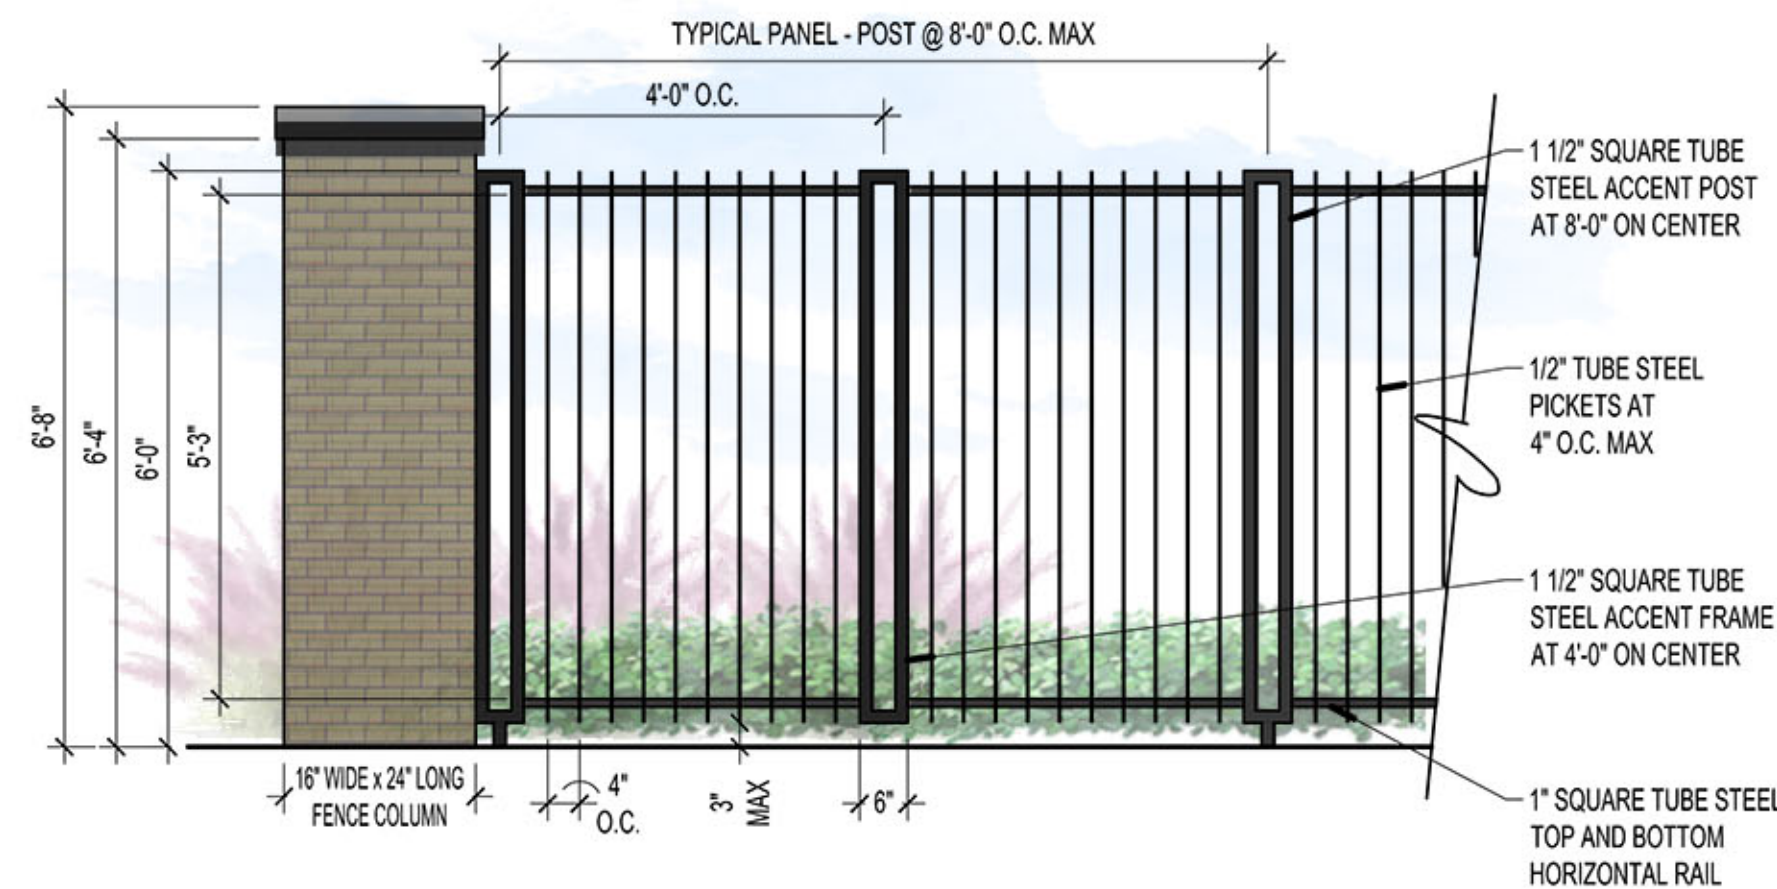 TYPICAL PANEL - POST @ 8'-0" O.C. MAX
4'-0" O.C.
6'-8"
6'-4"
6'-0"
5'-3"
1 1/2" SQUARE TUBE
STEEL ACCENT POST
AT 8'-0" ON CENTER
1/2" TUBE STEEL
PICKETS AT
4" O.C. MAX
1 1/2" SQUARE TUBE
STEEL ACCENT FRAME
AT 4'-0" ON CENTER
1" SQUARE TUBE STEEL
TOP AND BOTTOM
HORIZONTAL RAIL
16" WIDE x 24" LONG
FENCE COLUMN
4"
O.C.
3"
MAX
6"